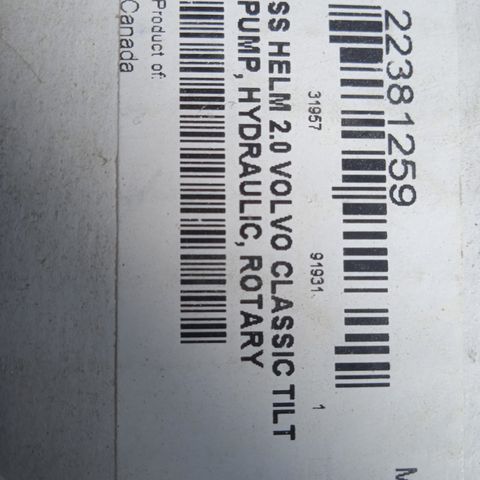 22381259
31957 91931 1
SS HELM 2.0 VOLVO CLASSIC TILT
PUMP, HYDRAULIC, ROTARY
Product of:
Canada